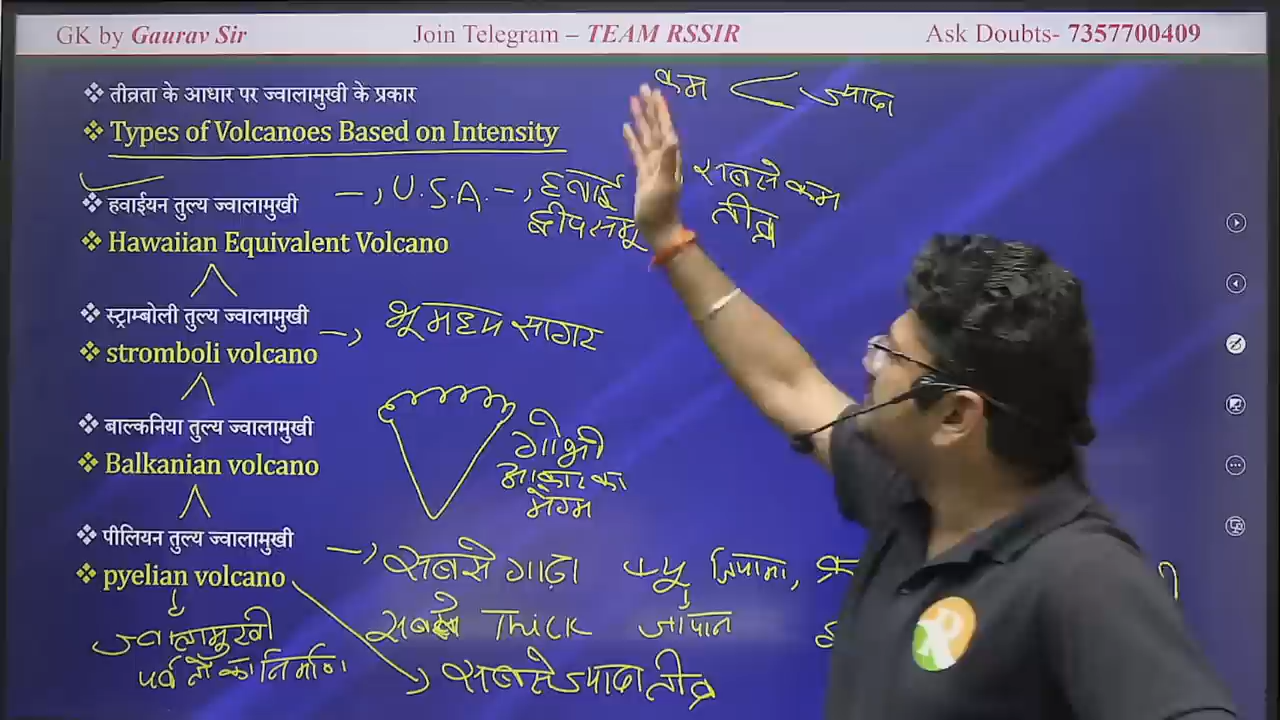 GK by Gaurav Sir
Join Telegram – TEAM RSSIR
Ask Doubts- 7357700409
❖ तीव्रता के आधार पर ज्वालामुखी के प्रकार
कम < ज्यादा
❖ Types of Volcanoes Based on Intensity
❖ हवाईयन तुल्य ज्वालामुखी
→ U.S.A. → हवाई
द्वीप समू
सबसे कम
तीव्र
❖ Hawaiian Equivalent Volcano
❖ स्ट्राम्बोली तुल्य ज्वालामुखी
→ भूमध्य सागर
❖ stromboli volcano
❖ बाल्कनिया तुल्य ज्वालामुखी
❖ Balkanian volcano
गोभी
आकार का
मेग्मा
❖ पीलियन तुल्य ज्वालामुखी
❖ pyelian volcano
→ सबसे गाढ़ा
सबसे Thick
जापान
ज्वालामुखी
पर्वतों का निर्माण
सबसे ज्यादा तीव्र